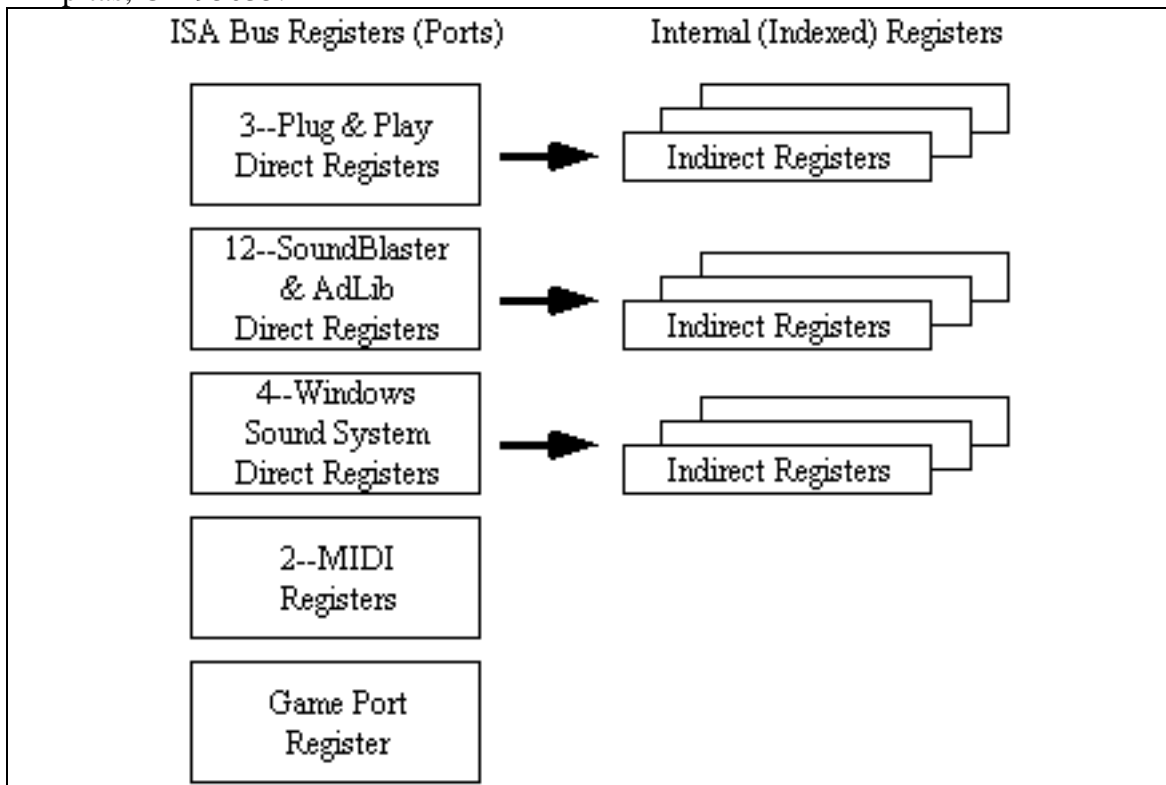 ISA Bus Registers (Ports)
Internal (Indexed) Registers
3--Plug & Play
Direct Registers
Indirect Registers
12--SoundBlaster
& AdLib
Direct Registers
Indirect Registers
4--Windows
Sound System
Direct Registers
Indirect Registers
2--MIDI
Registers
Game Port
Register